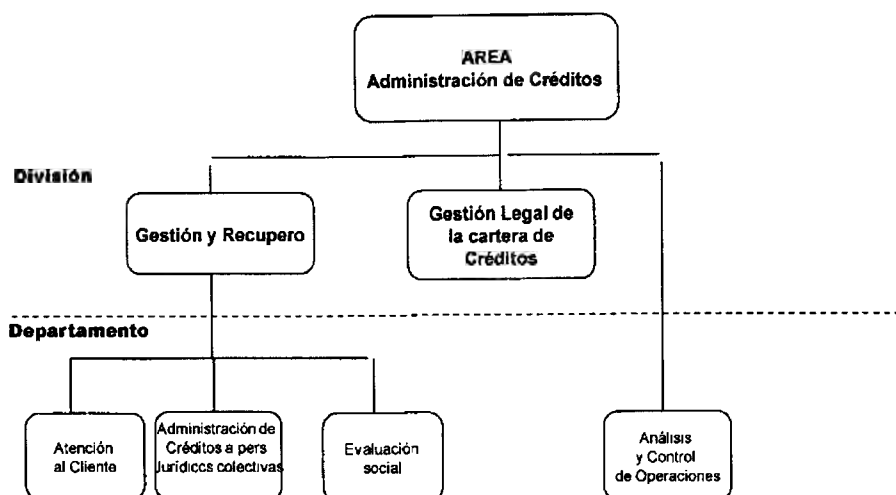 AREA
Administración de Créditos
División
Gestión y Recupero
Gestión Legal de
la cartera de
Créditos
Departamento
Atención
al Cliente
Administración de
Créditos a pers
Jurídiccs colectivas
Evaluación
social
Análisis
y Control
de Operaciones